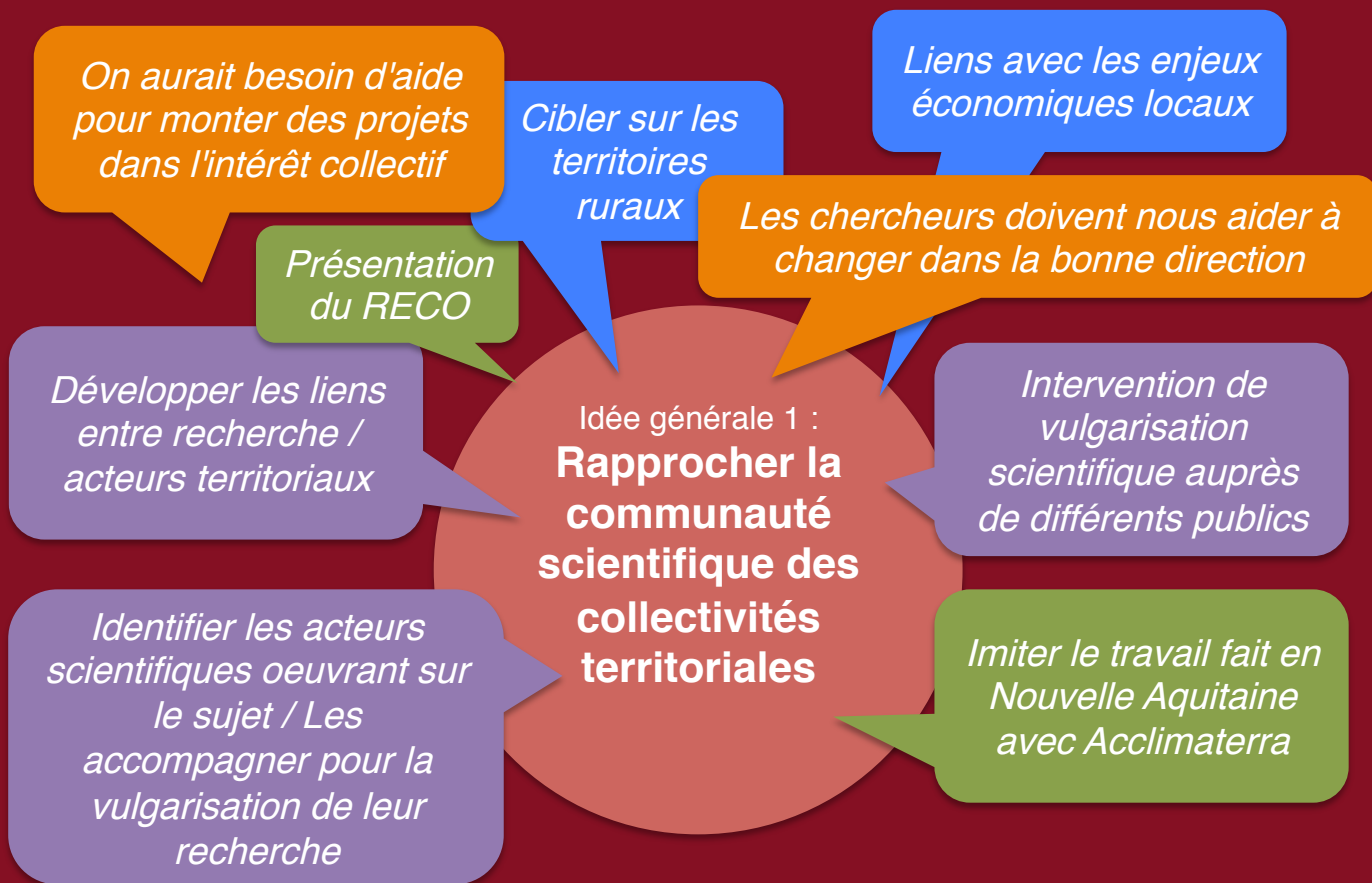 On aurait besoin d'aide
pour monter des projets
dans l'intérêt collectif
Cibler sur les
territoires
ruraux
Liens avec les enjeux
économiques locaux
Les chercheurs doivent nous aider à
changer dans la bonne direction
Présentation
du RECO
Développer les liens
entre recherche /
acteurs territoriaux
Idée générale 1 :
Rapprocher la
communauté
scientifique des
collectivités
territoriales
Intervention de
vulgarisation
scientifique auprès
de différents publics
Identifier les acteurs
scientifiques oeuvrant sur
le sujet / Les
accompagner pour la
vulgarisation de leur
recherche
Imiter le travail fait en
Nouvelle Aquitaine
avec Acclimaterra